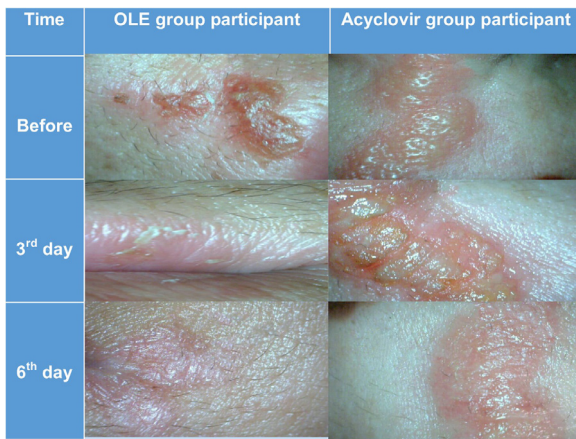 Time OLE group participant Acyclovir group participant
Before
3rd day
6th day